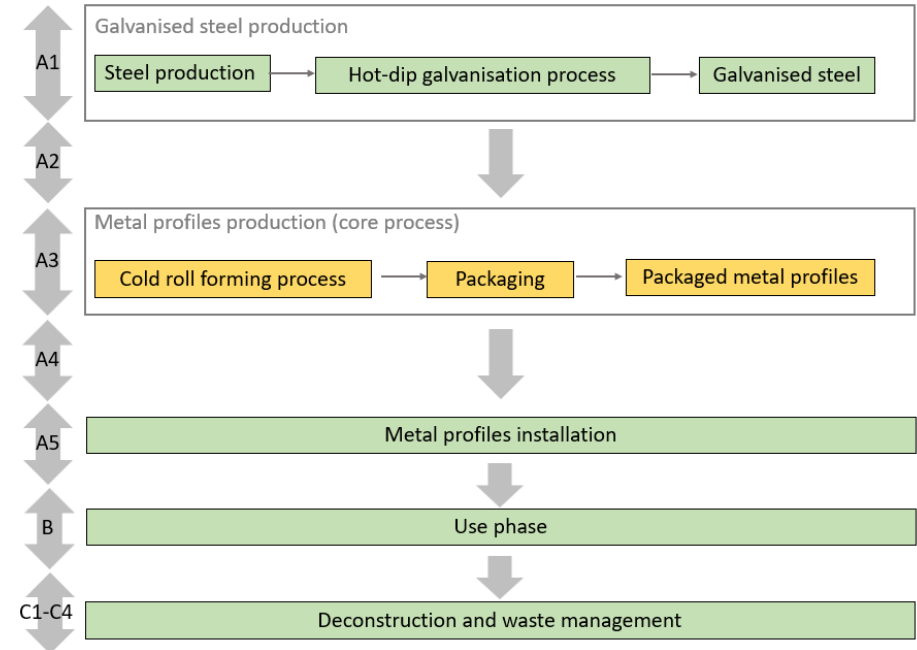 A1
Galvanised steel production
Steel production
Hot-dip galvanisation process
Galvanised steel
A2
A3
Metal profiles production (core process)
Cold roll forming process
Packaging
Packaged metal profiles
A4
A5
Metal profiles installation
B
Use phase
C1-C4
Deconstruction and waste management